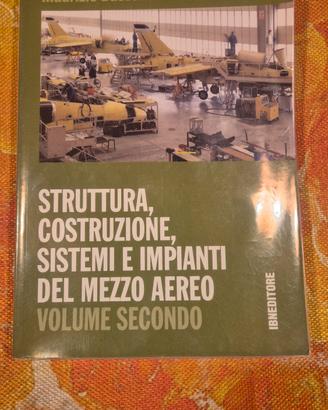 STRUTTURA,
COSTRUZIONE,
SISTEMI E IMPIANTI
DEL MEZZO AEREO
VOLUME SECONDO
IBNEDITORE